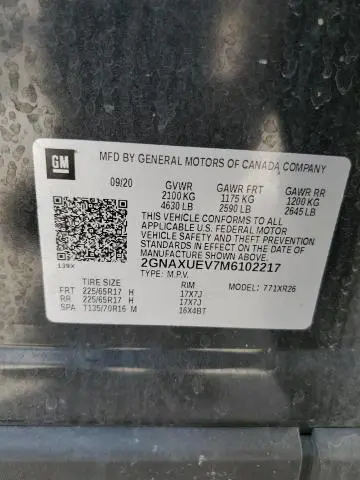 GM
MFD BY GENERAL MOTORS OF CANADA COMPANY
09/20 GVWR GAWR FRT GAWR RR
2100 KG 1175 KG 1200 KG
4630 LB 2590 LB 2645 LB
THIS VEHICLE CONFORMS TO ALL
APPLICABLE U.S. FEDERAL MOTOR
VEHICLE SAFETY AND THEFT PREVENTION
STANDARDS IN EFFECT ON THE DATE OF
MANUFACTURE SHOWN ABOVE.
139X 2GNAXUEV7M6102217
TYPE: M.P.V. MODEL: 771XR26
TIRE SIZE RIM
FRT 225/65R17 H 17X7J
RR 225/65R17 H 17X7J
SPA T135/70R16 M 16X4BT